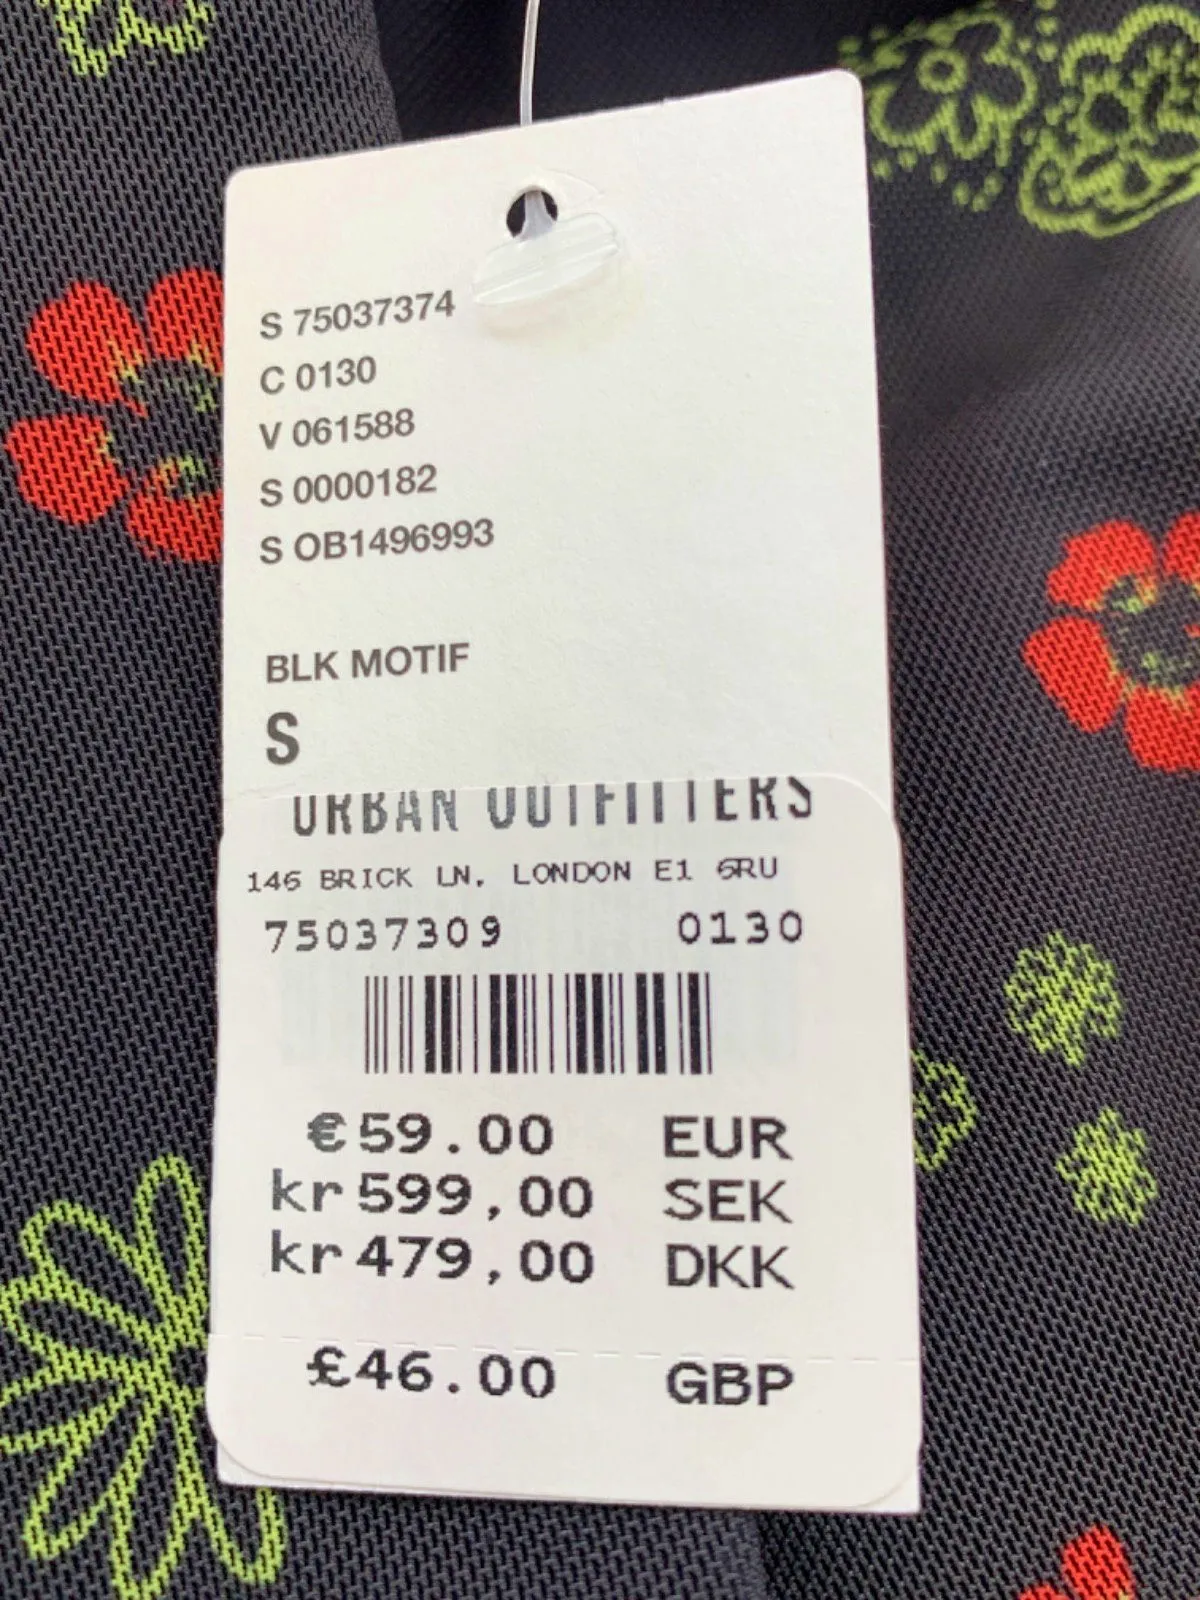 S 75037374
C 0130
V 061588
S 0000182
S OB1496993
BLK MOTIF
S
URBAN OUTFITTERS
146 BRICK LN, LONDON E1 6RU
75037309 0130
€59.00 EUR
kr599,00 SEK
kr479,00 DKK
£46.00 GBP